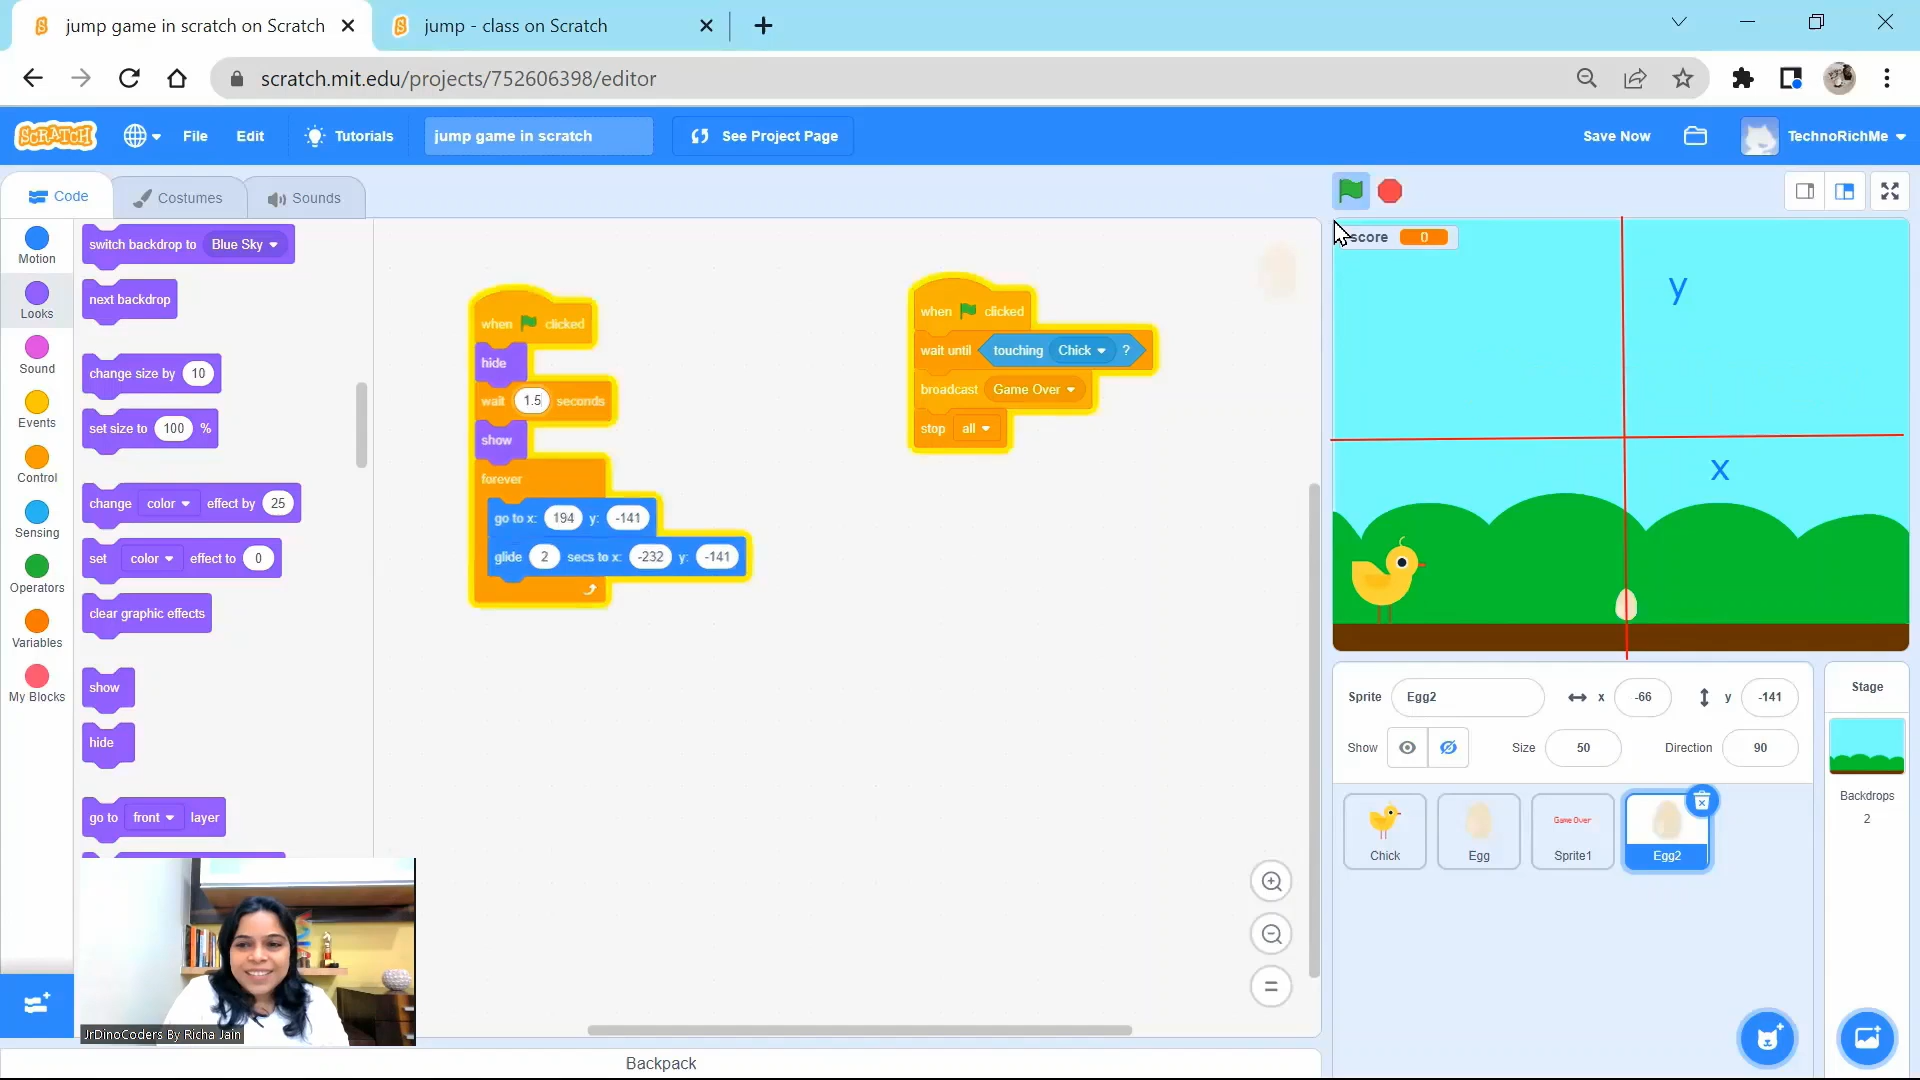 jump game in scratch on Scratch
jump - class on Scratch
scratch.mit.edu/projects/752606398/editor
SCRATCH
File
Edit
Tutorials
jump game in scratch
See Project Page
Save Now
TechnoRichMe
Code
Costumes
Sounds
Motion
Looks
Sound
Events
Control
Sensing
Operators
Variables
My Blocks
switch backdrop to Blue Sky
next backdrop
change size by 10
set size to 100 %
change color effect by 25
set color effect to 0
clear graphic effects
show
hide
go to front layer
when clicked
hide
wait 1.5 seconds
show
forever
go to x: 194 y: -141
glide 2 secs to x: -232 y: -141
when clicked
wait until touching Chick ?
broadcast Game Over
stop all
score 0
y
x
Sprite Egg2 x -66 y -141
Show Size 50 Direction 90
Chick
Egg
Game Over
Sprite1
Egg2
Stage
Backdrops
2
JrDinoCoders By Richa Jain
Backpack